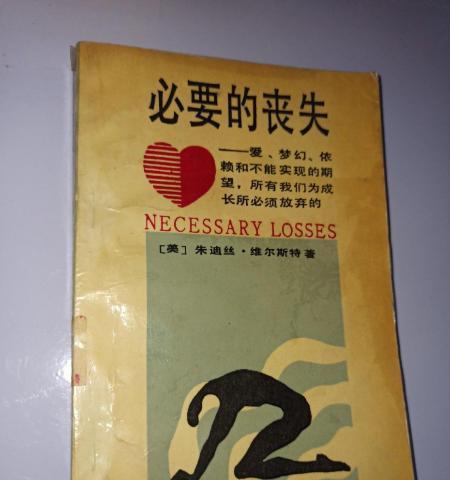 必要的丧失
——爱、梦幻、依
赖和不能实现的期
望，所有我们为成
长所必须放弃的
NECESSARY LOSSES
［美］朱迪丝·维尔斯特著